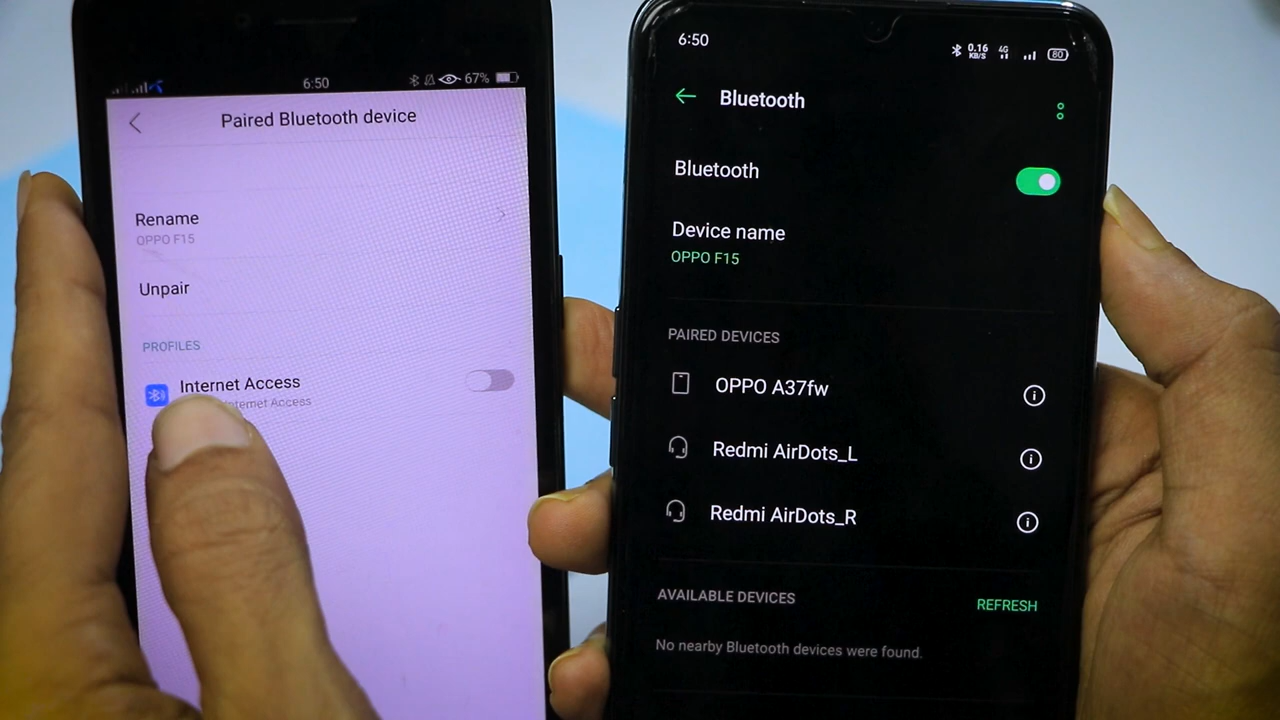 6:50
67%
Paired Bluetooth device
Rename
OPPO F15
Unpair
PROFILES
Internet Access
Internet Access
6:50
0.16
KB/S
4G
80
Bluetooth
Bluetooth
Device name
OPPO F15
PAIRED DEVICES
OPPO A37fw
Redmi AirDots_L
Redmi AirDots_R
AVAILABLE DEVICES
REFRESH
No nearby Bluetooth devices were found.